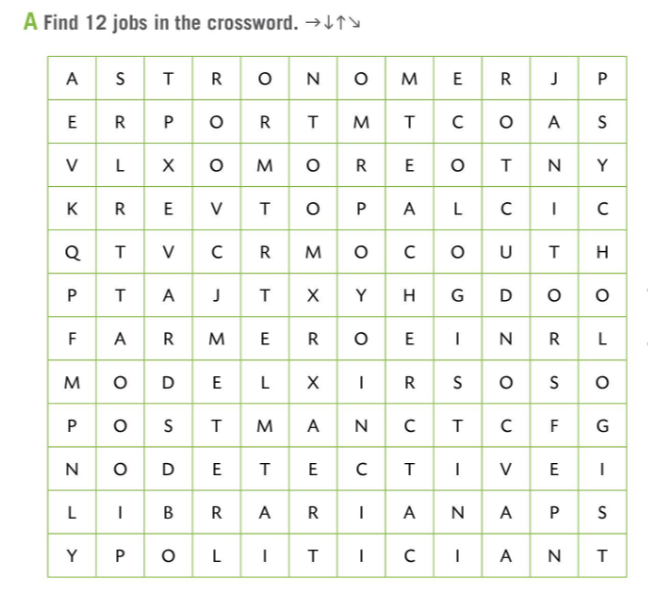 A Find 12 jobs in the crossword. →↓↑↘
A S T R O N O M E R J P
E R P O R T M T C O A S
V L X O M O R E O T N Y
K R E V T O P A L C I C
Q T V C R M O C O U T H
P T A J T X Y H G D O O
F A R M E R O E I N R L
M O D E L X I R S O S O
P O S T M A N C T C F G
N O D E T E C T I V E I
L I B R A R I A N A P S
Y P O L I T I C I A N T